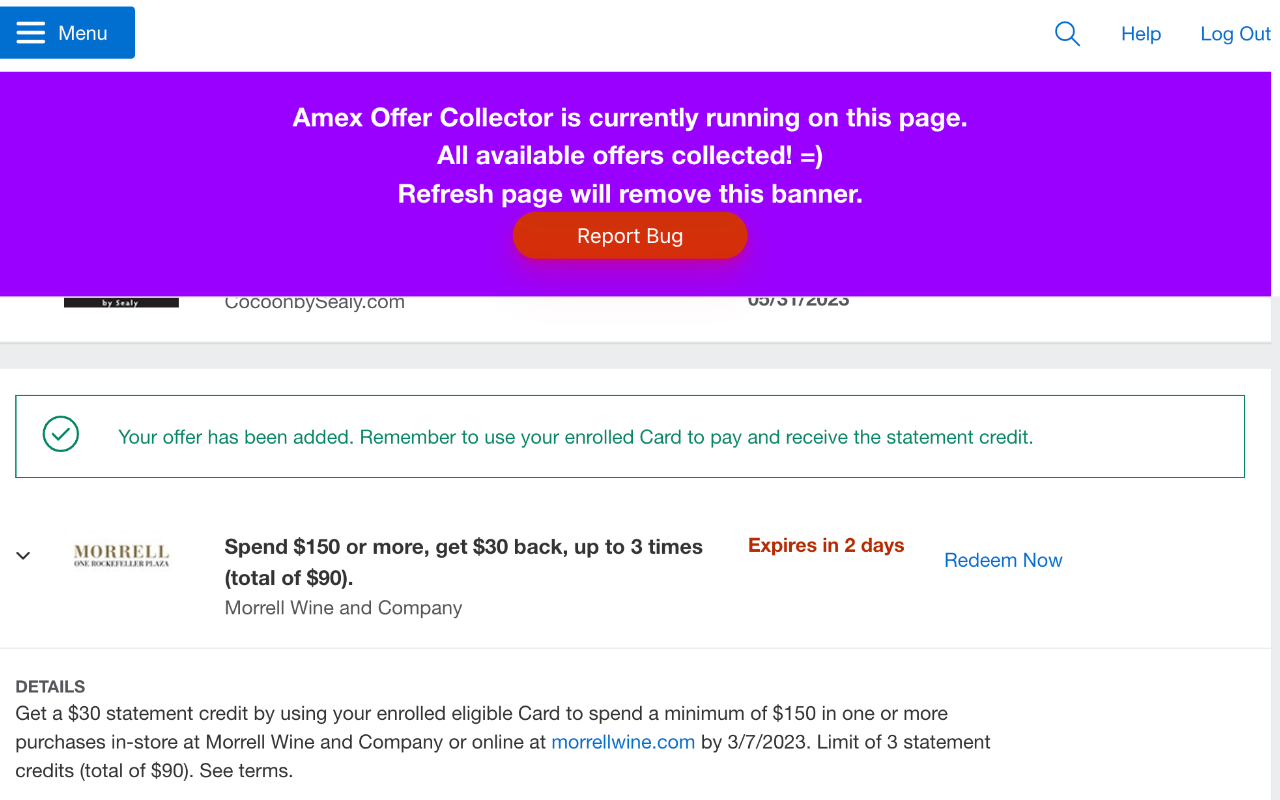 Menu
Help
Log Out
Amex Offer Collector is currently running on this page.
All available offers collected! =)
Refresh page will remove this banner.
Report Bug
by Sealy
CocoonbySealy.com
05/31/2023
Your offer has been added. Remember to use your enrolled Card to pay and receive the statement credit.
MORRELL
ONE ROCKEFELLER PLAZA
Spend $150 or more, get $30 back, up to 3 times
(total of $90).
Morrell Wine and Company
Expires in 2 days
Redeem Now
DETAILS
Get a $30 statement credit by using your enrolled eligible Card to spend a minimum of $150 in one or more
purchases in-store at Morrell Wine and Company or online at morrellwine.com by 3/7/2023. Limit of 3 statement
credits (total of $90). See terms.